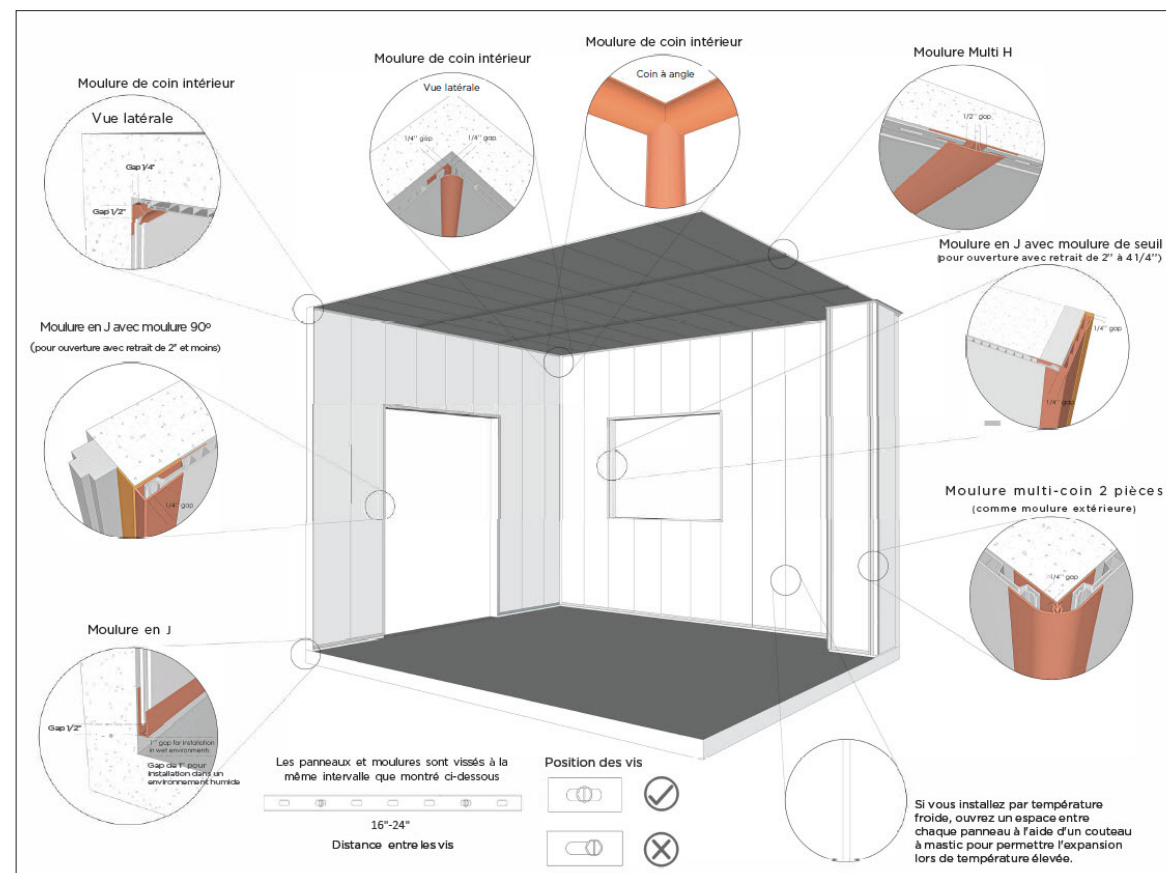 Moulure de coin intérieur
Vue latérale
Gap 1/4"
Gap 1/2"
Moulure de coin intérieur
Vue latérale
1/4'' gap
1/4'' gap
Moulure de coin intérieur
Coin à angle
Moulure Multi H
1/2'' gap
Moulure en J avec moulure de seuil
(pour ouverture avec retrait de 2'' à 4 1/4'')
1/4'' gap
1/4'' gap
Moulure en J avec moulure 90º
(pour ouverture avec retrait de 2" et moins)
1/4'' gap
Moulure multi-coin 2 pièces
(comme moulure extérieure)
1/4'' gap
Moulure en J
Gap 1/2"
1'' gap for installation
in wet environments
Gap de 1" pour
installation dans un
environnement humide
Les panneaux et moulures sont vissés à la
même intervalle que montré ci-dessous
16"-24"
Distance entre les vis
Position des vis
Si vous installez par température
froide, ouvrez un espace entre
chaque panneau à l'aide d'un couteau
à mastic pour permettre l'expansion
lors de température élevée.